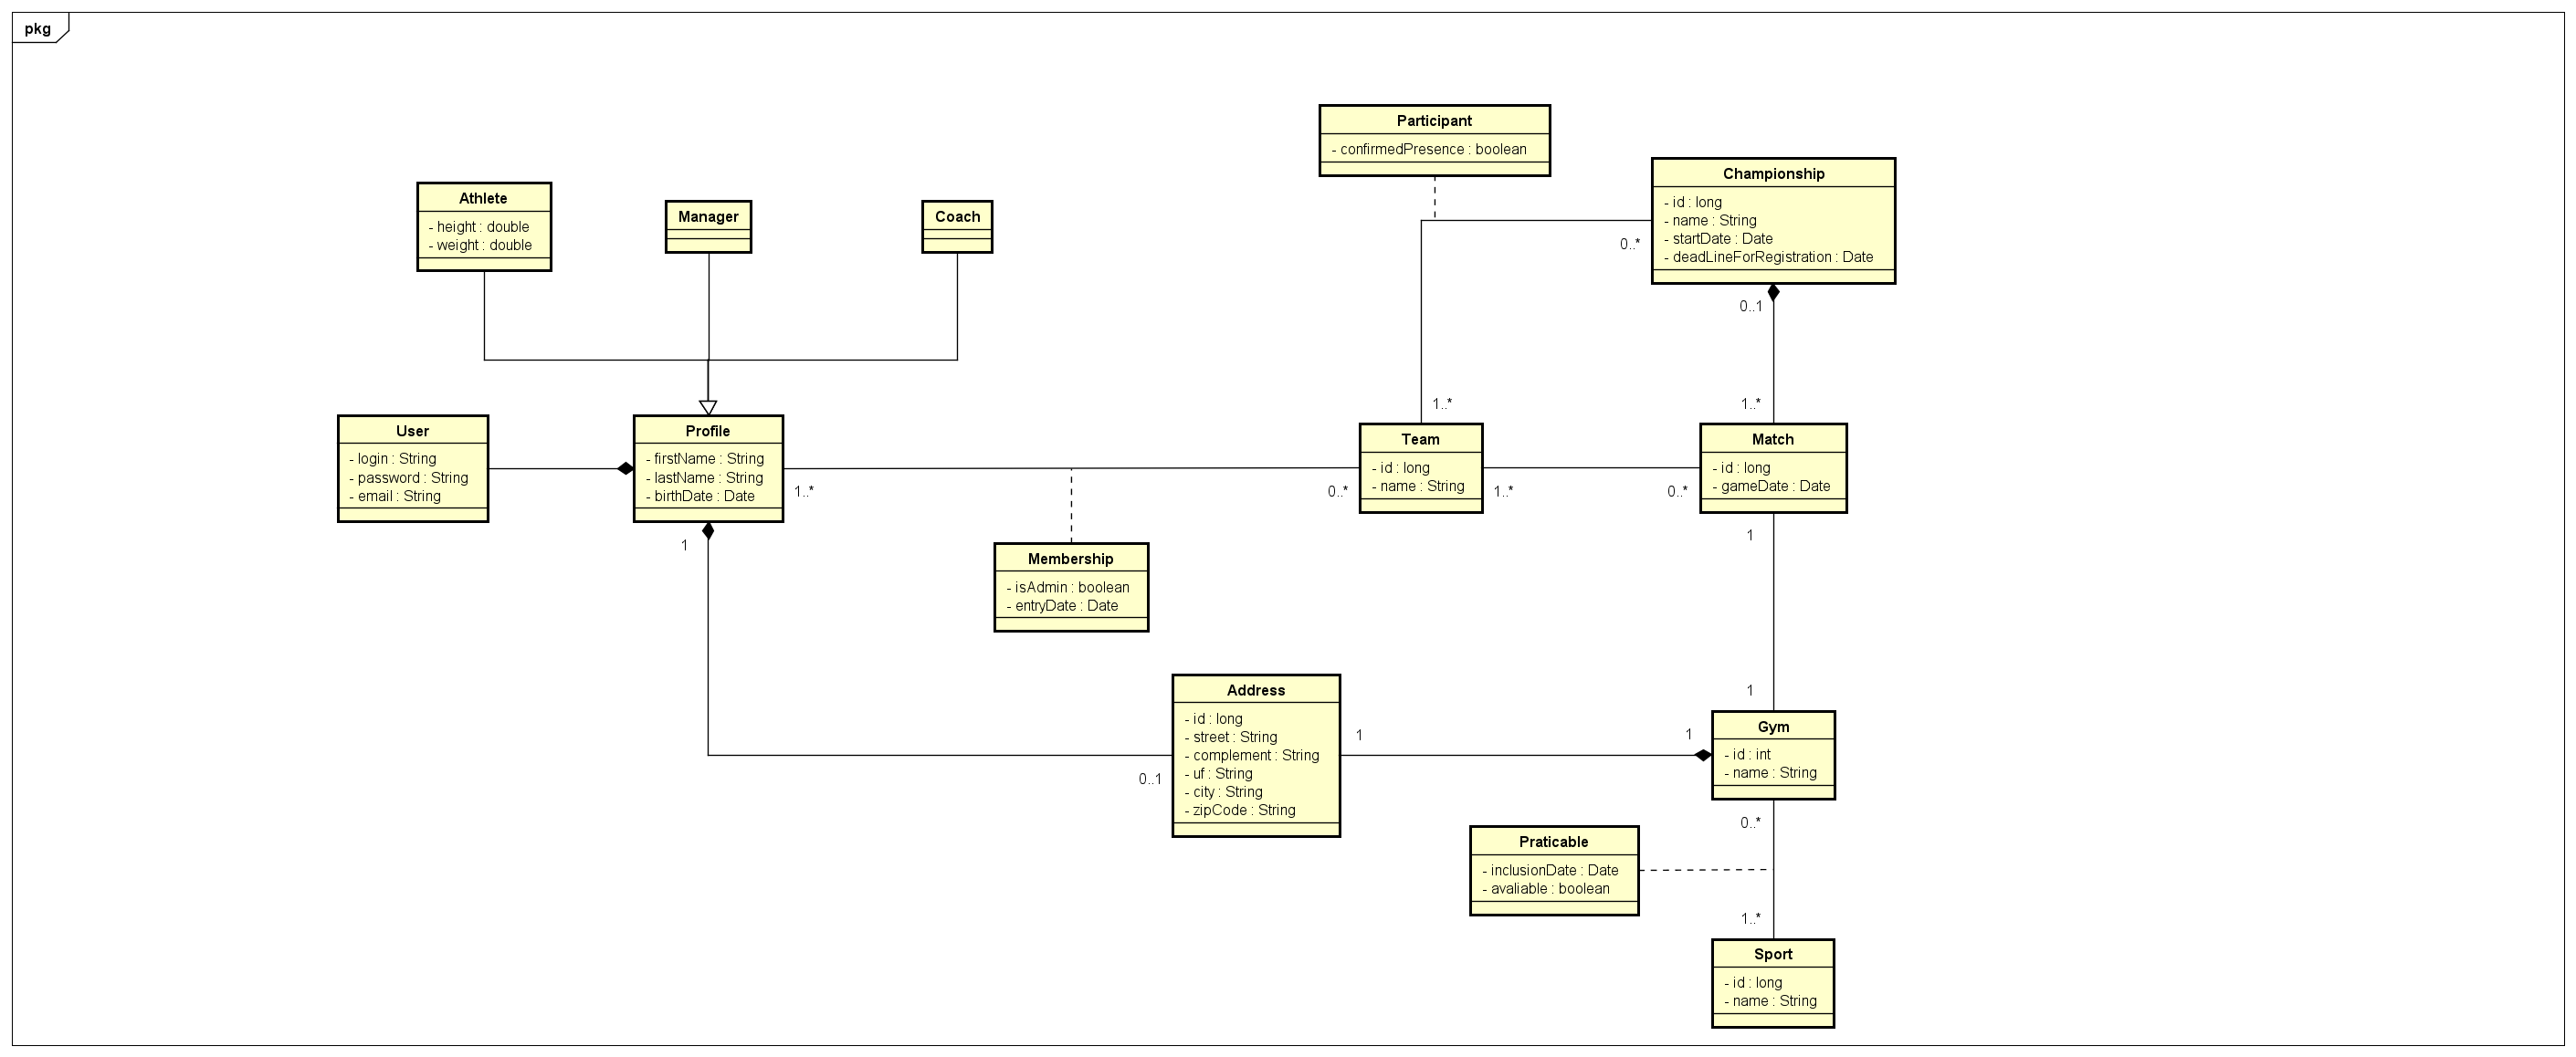 pkg
Participant
- confirmedPresence : boolean
Championship
- id : long
- name : String
- startDate : Date
- deadLineForRegistration : Date
Athlete
- height : double
- weight : double
Manager
Coach
0..*
0..1
1..*
1..*
User
- login : String
- password : String
- email : String
Profile
- firstName : String
- lastName : String
- birthDate : Date
1..*
0..*
Team
- id : long
- name : String
1..*
0..*
Match
- id : long
- gameDate : Date
1
1
Membership
- isAdmin : boolean
- entryDate : Date
Address
- id : long
- street : String
- complement : String
- uf : String
- city : String
- zipCode : String
0..1
1
1
1
Gym
- id : int
- name : String
0..*
Praticable
- inclusionDate : Date
- avaliable : boolean
1..*
Sport
- id : long
- name : String